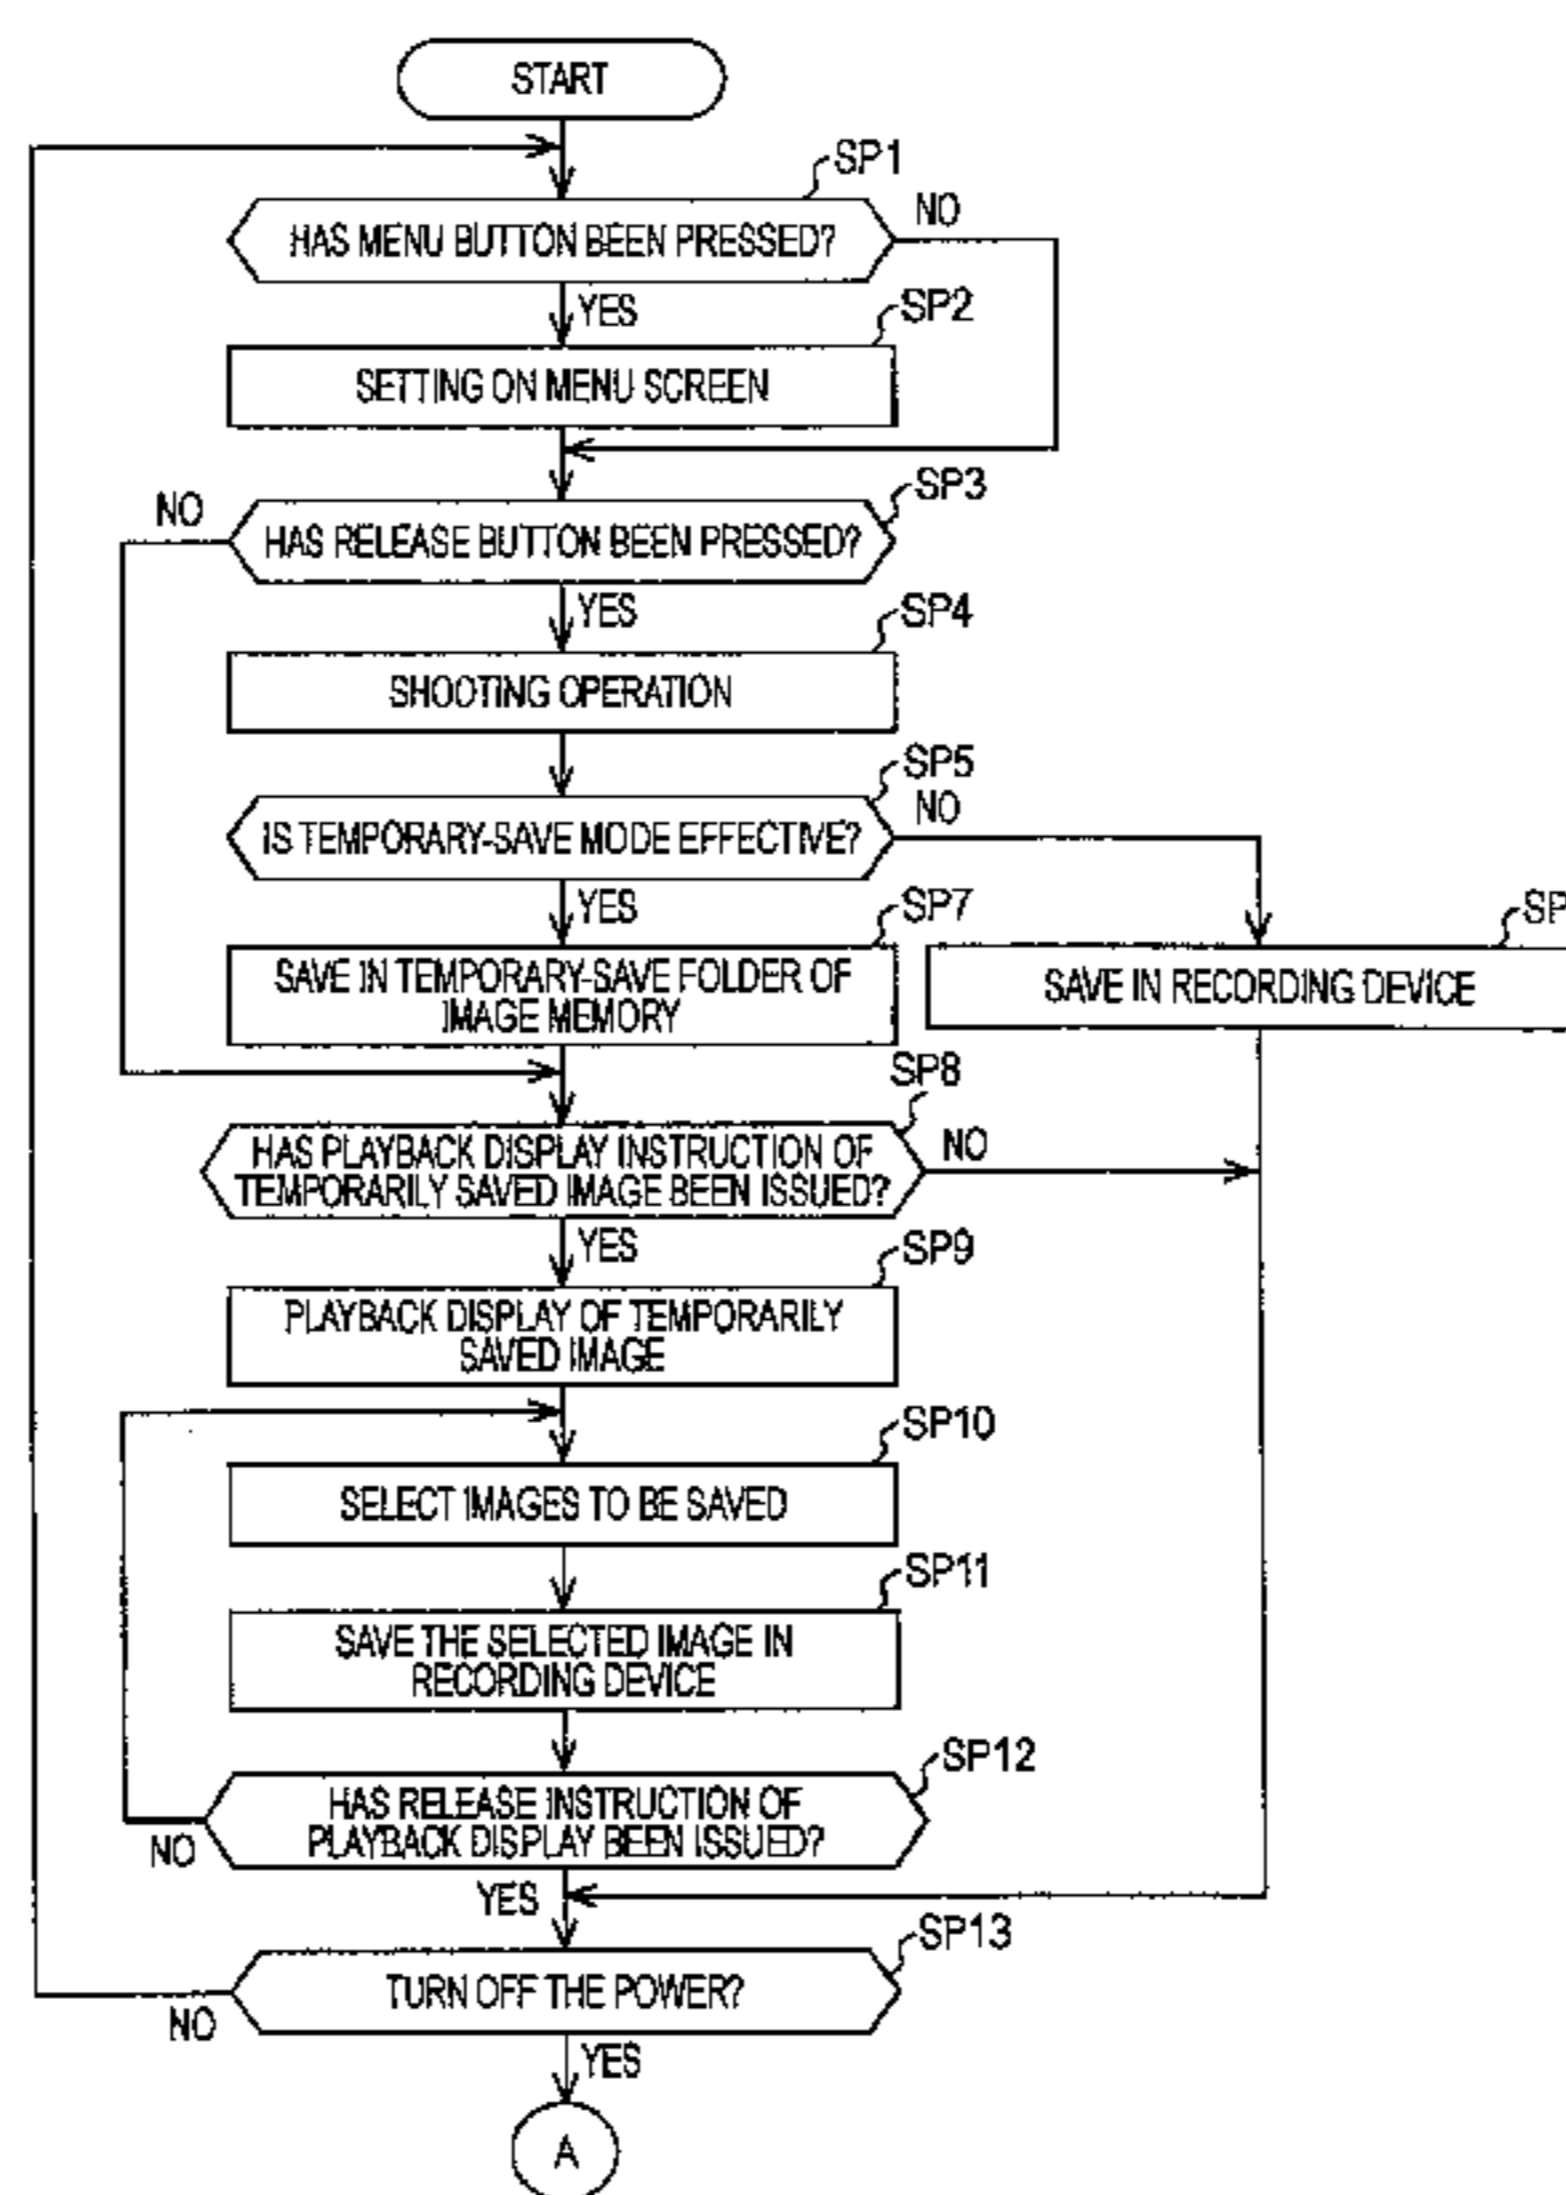 START
SP1
HAS MENU BUTTON BEEN PRESSED?
NO
YES
SP2
SETTING ON MENU SCREEN
SP3
NO
HAS RELEASE BUTTON BEEN PRESSED?
YES
SP4
SHOOTING OPERATION
SP5
IS TEMPORARY-SAVE MODE EFFECTIVE?
NO
YES
SP7
SAVE IN TEMPORARY-SAVE FOLDER OF
IMAGE MEMORY
SP
SAVE IN RECORDING DEVICE
SP8
HAS PLAYBACK DISPLAY INSTRUCTION OF
TEMPORARILY SAVED IMAGE BEEN ISSUED?
NO
YES
SP9
PLAYBACK DISPLAY OF TEMPORARILY
SAVED IMAGE
SP10
SELECT IMAGES TO BE SAVED
SP11
SAVE THE SELECTED IMAGE IN
RECORDING DEVICE
SP12
HAS RELEASE INSTRUCTION OF
PLAYBACK DISPLAY BEEN ISSUED?
NO
YES
SP13
TURN OFF THE POWER?
NO
YES
A